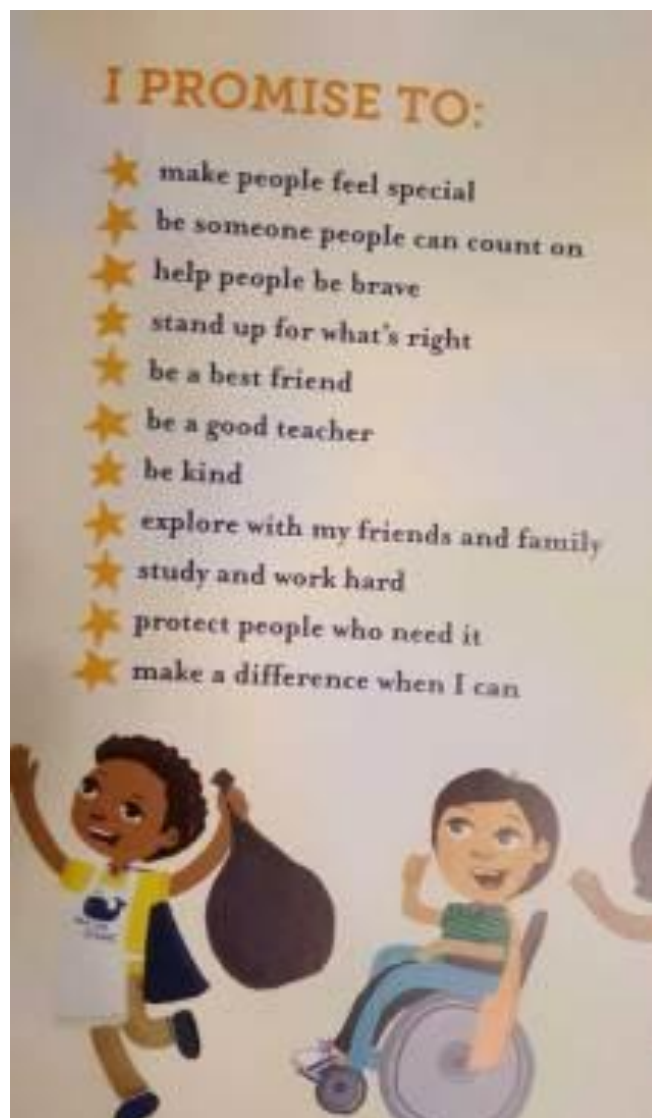 I PROMISE TO:
make people feel special
be someone people can count on
help people be brave
stand up for what's right
be a best friend
be a good teacher
be kind
explore with my friends and family
study and work hard
protect people who need it
make a difference when I can